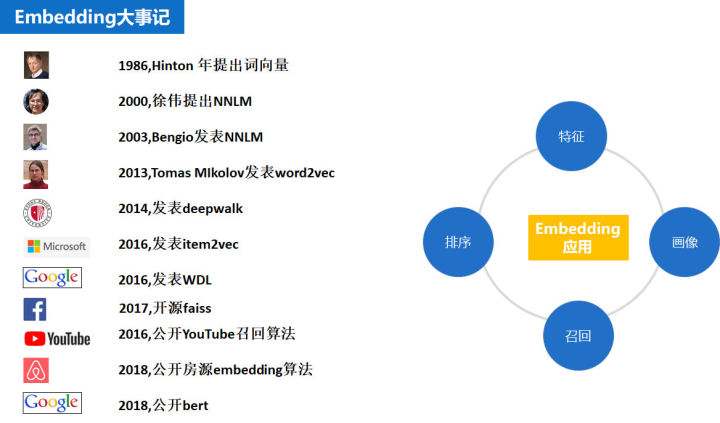 Embedding大事记
1986,Hinton 年提出词向量
2000,徐伟提出NNLM
2003,Bengio发表NNLM
2013,Tomas MIkolov发表word2vec
2014,发表deepwalk
Microsoft
2016,发表item2vec
Google
2016,发表WDL
2017,开源faiss
YouTube
2016,公开YouTube召回算法
2018,公开房源embedding算法
Google
2018,公开bert
特征
排序
Embedding
应用
画像
召回